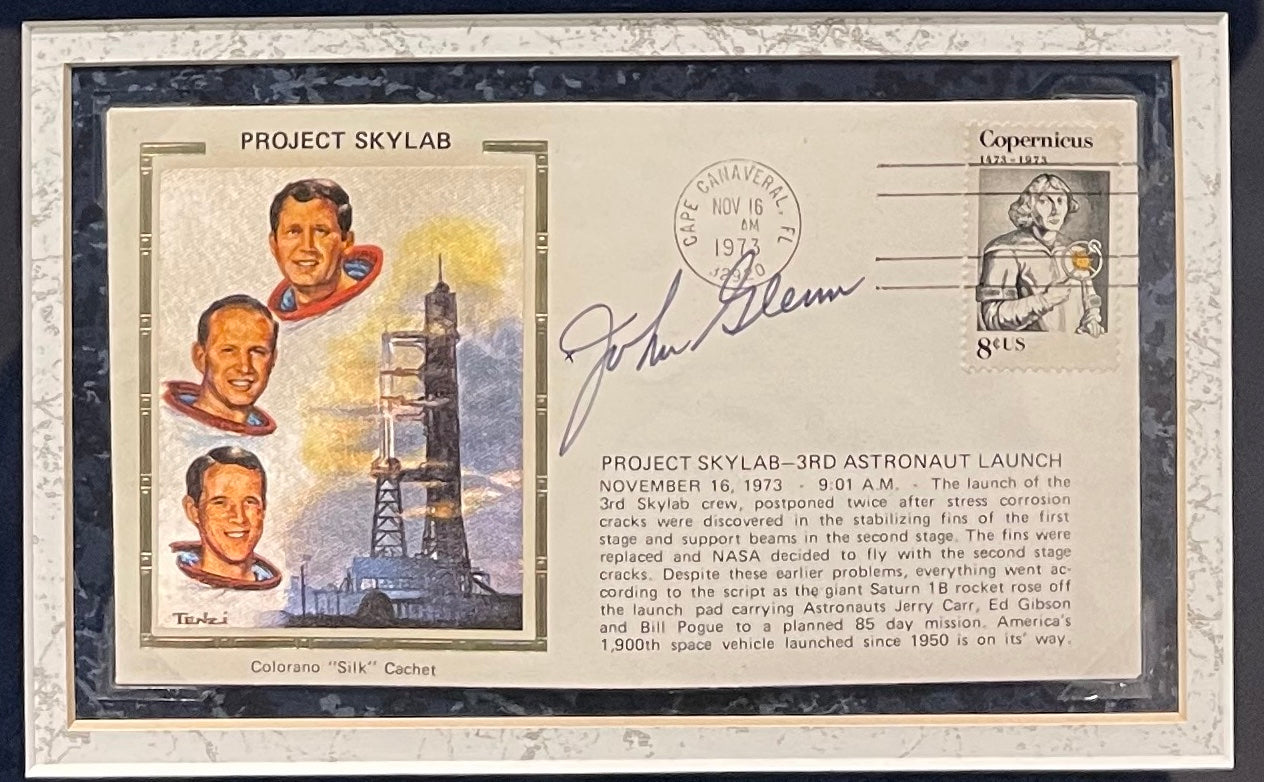 PROJECT SKYLAB
Tenzi
Colorano "Silk" Cachet
CAPE CANAVERAL, FL
NOV 16
AM
1973
32920
John Glenn
Copernicus
1473-1973
8¢US
PROJECT SKYLAB—3RD ASTRONAUT LAUNCH
NOVEMBER 16, 1973 - 9:01 A.M. - The launch of the
3rd Skylab crew, postponed twice after stress corrosion
cracks were discovered in the stabilizing fins of the first
stage and support beams in the second stage. The fins were
replaced and NASA decided to fly with the second stage
cracks. Despite these earlier problems, everything went ac-
cording to the script as the giant Saturn 1B rocket rose off
the launch pad carrying Astronauts Jerry Carr, Ed Gibson
and Bill Pogue to a planned 85 day mission. America's
1,900th space vehicle launched since 1950 is on its' way.